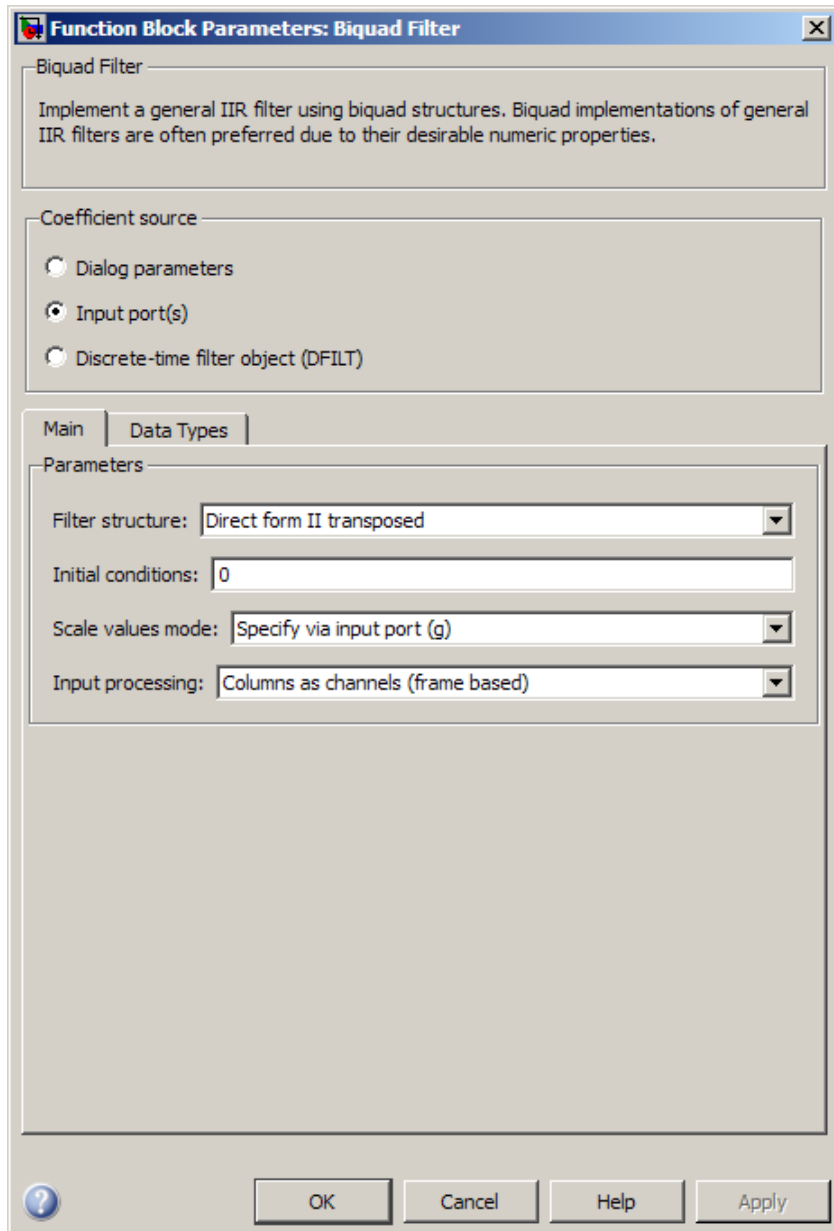 Function Block Parameters: Biquad Filter
Biquad Filter
Implement a general IIR filter using biquad structures. Biquad implementations of general
IIR filters are often preferred due to their desirable numeric properties.
Coefficient source
Dialog parameters
Input port(s)
Discrete-time filter object (DFILT)
Main Data Types
Parameters
Filter structure: Direct form II transposed
Initial conditions: 0
Scale values mode: Specify via input port (g)
Input processing: Columns as channels (frame based)
? OK Cancel Help Apply